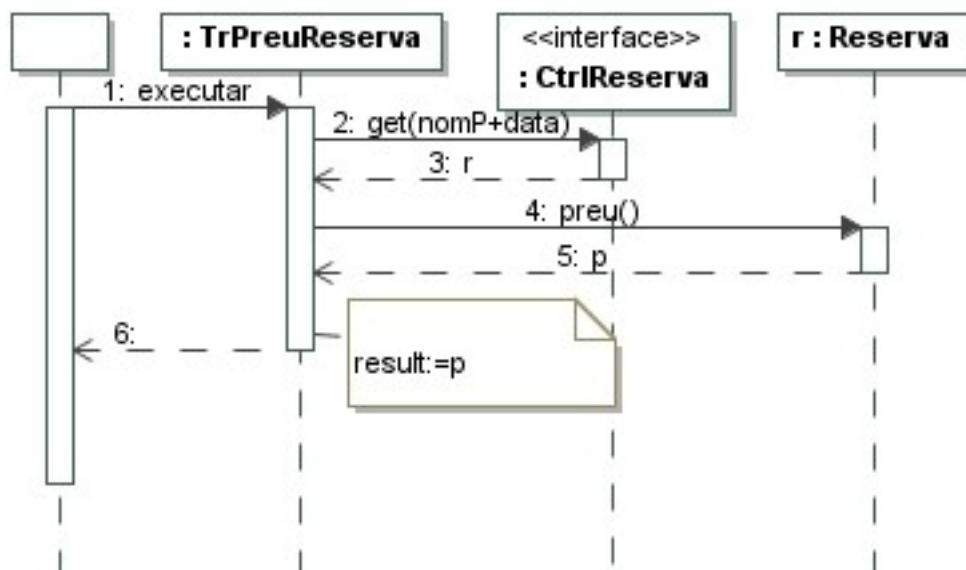 : TrPreuReserva
<<interface>>
: CtrlReserva
r : Reserva
1: executar
2: get(nomP+data)
3: r
4: preu()
5: p
6:
result:=p